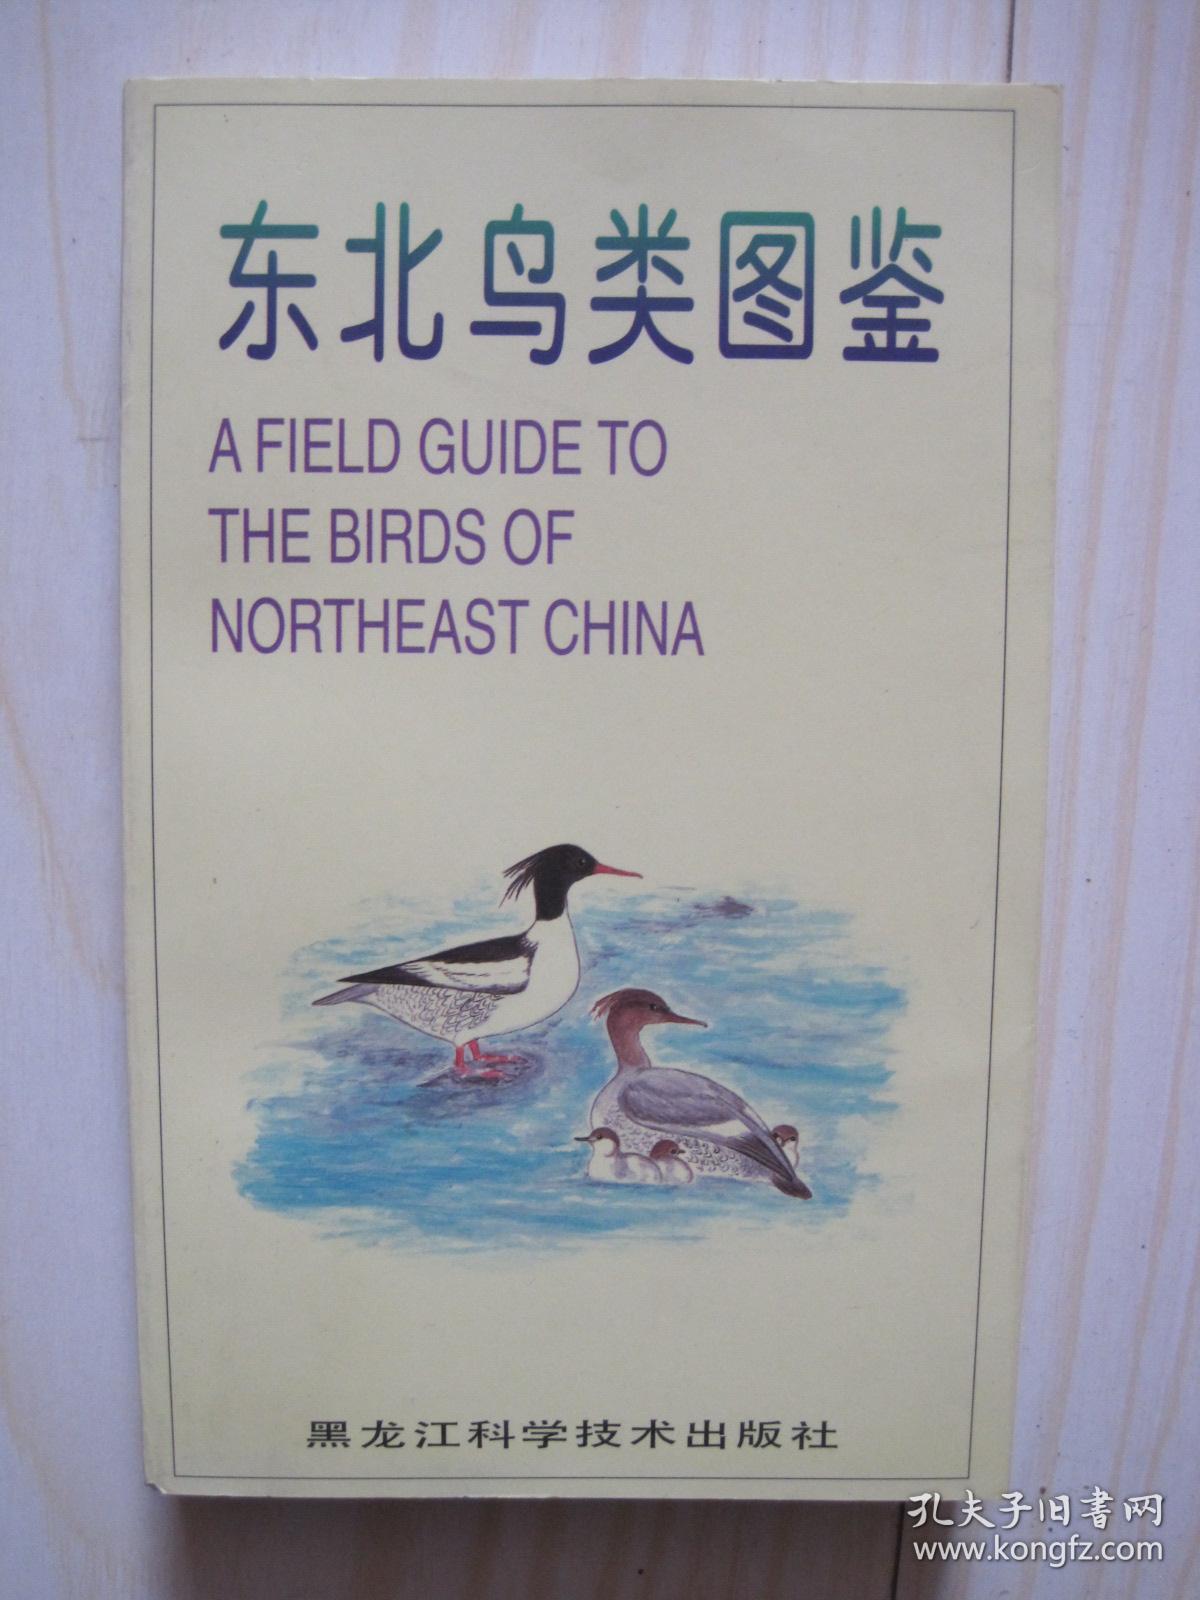 东北鸟类图鉴
A FIELD GUIDE TO
THE BIRDS OF
NORTHEAST CHINA
黑龙江科学技术出版社
孔夫子旧书网
www.kongfz.com